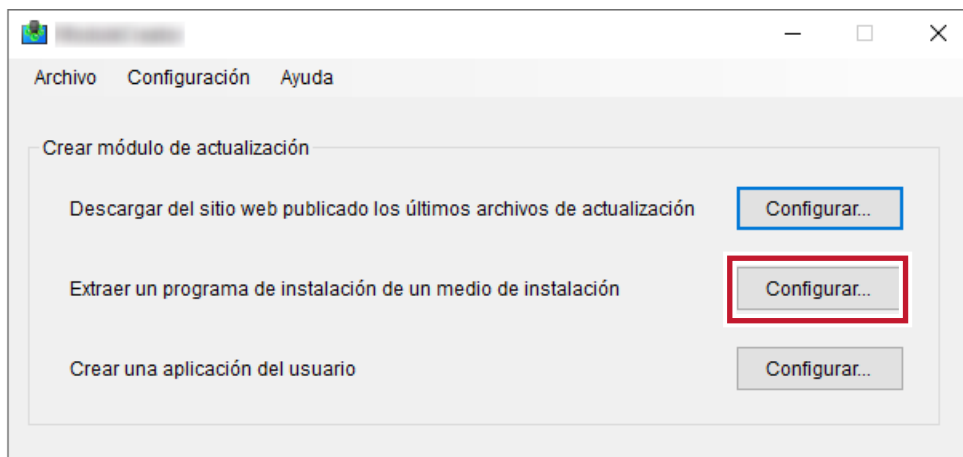 Archivo Configuración Ayuda
Crear módulo de actualización
Descargar del sitio web publicado los últimos archivos de actualización Configurar...
Extraer un programa de instalación de un medio de instalación Configurar...
Crear una aplicación del usuario Configurar...